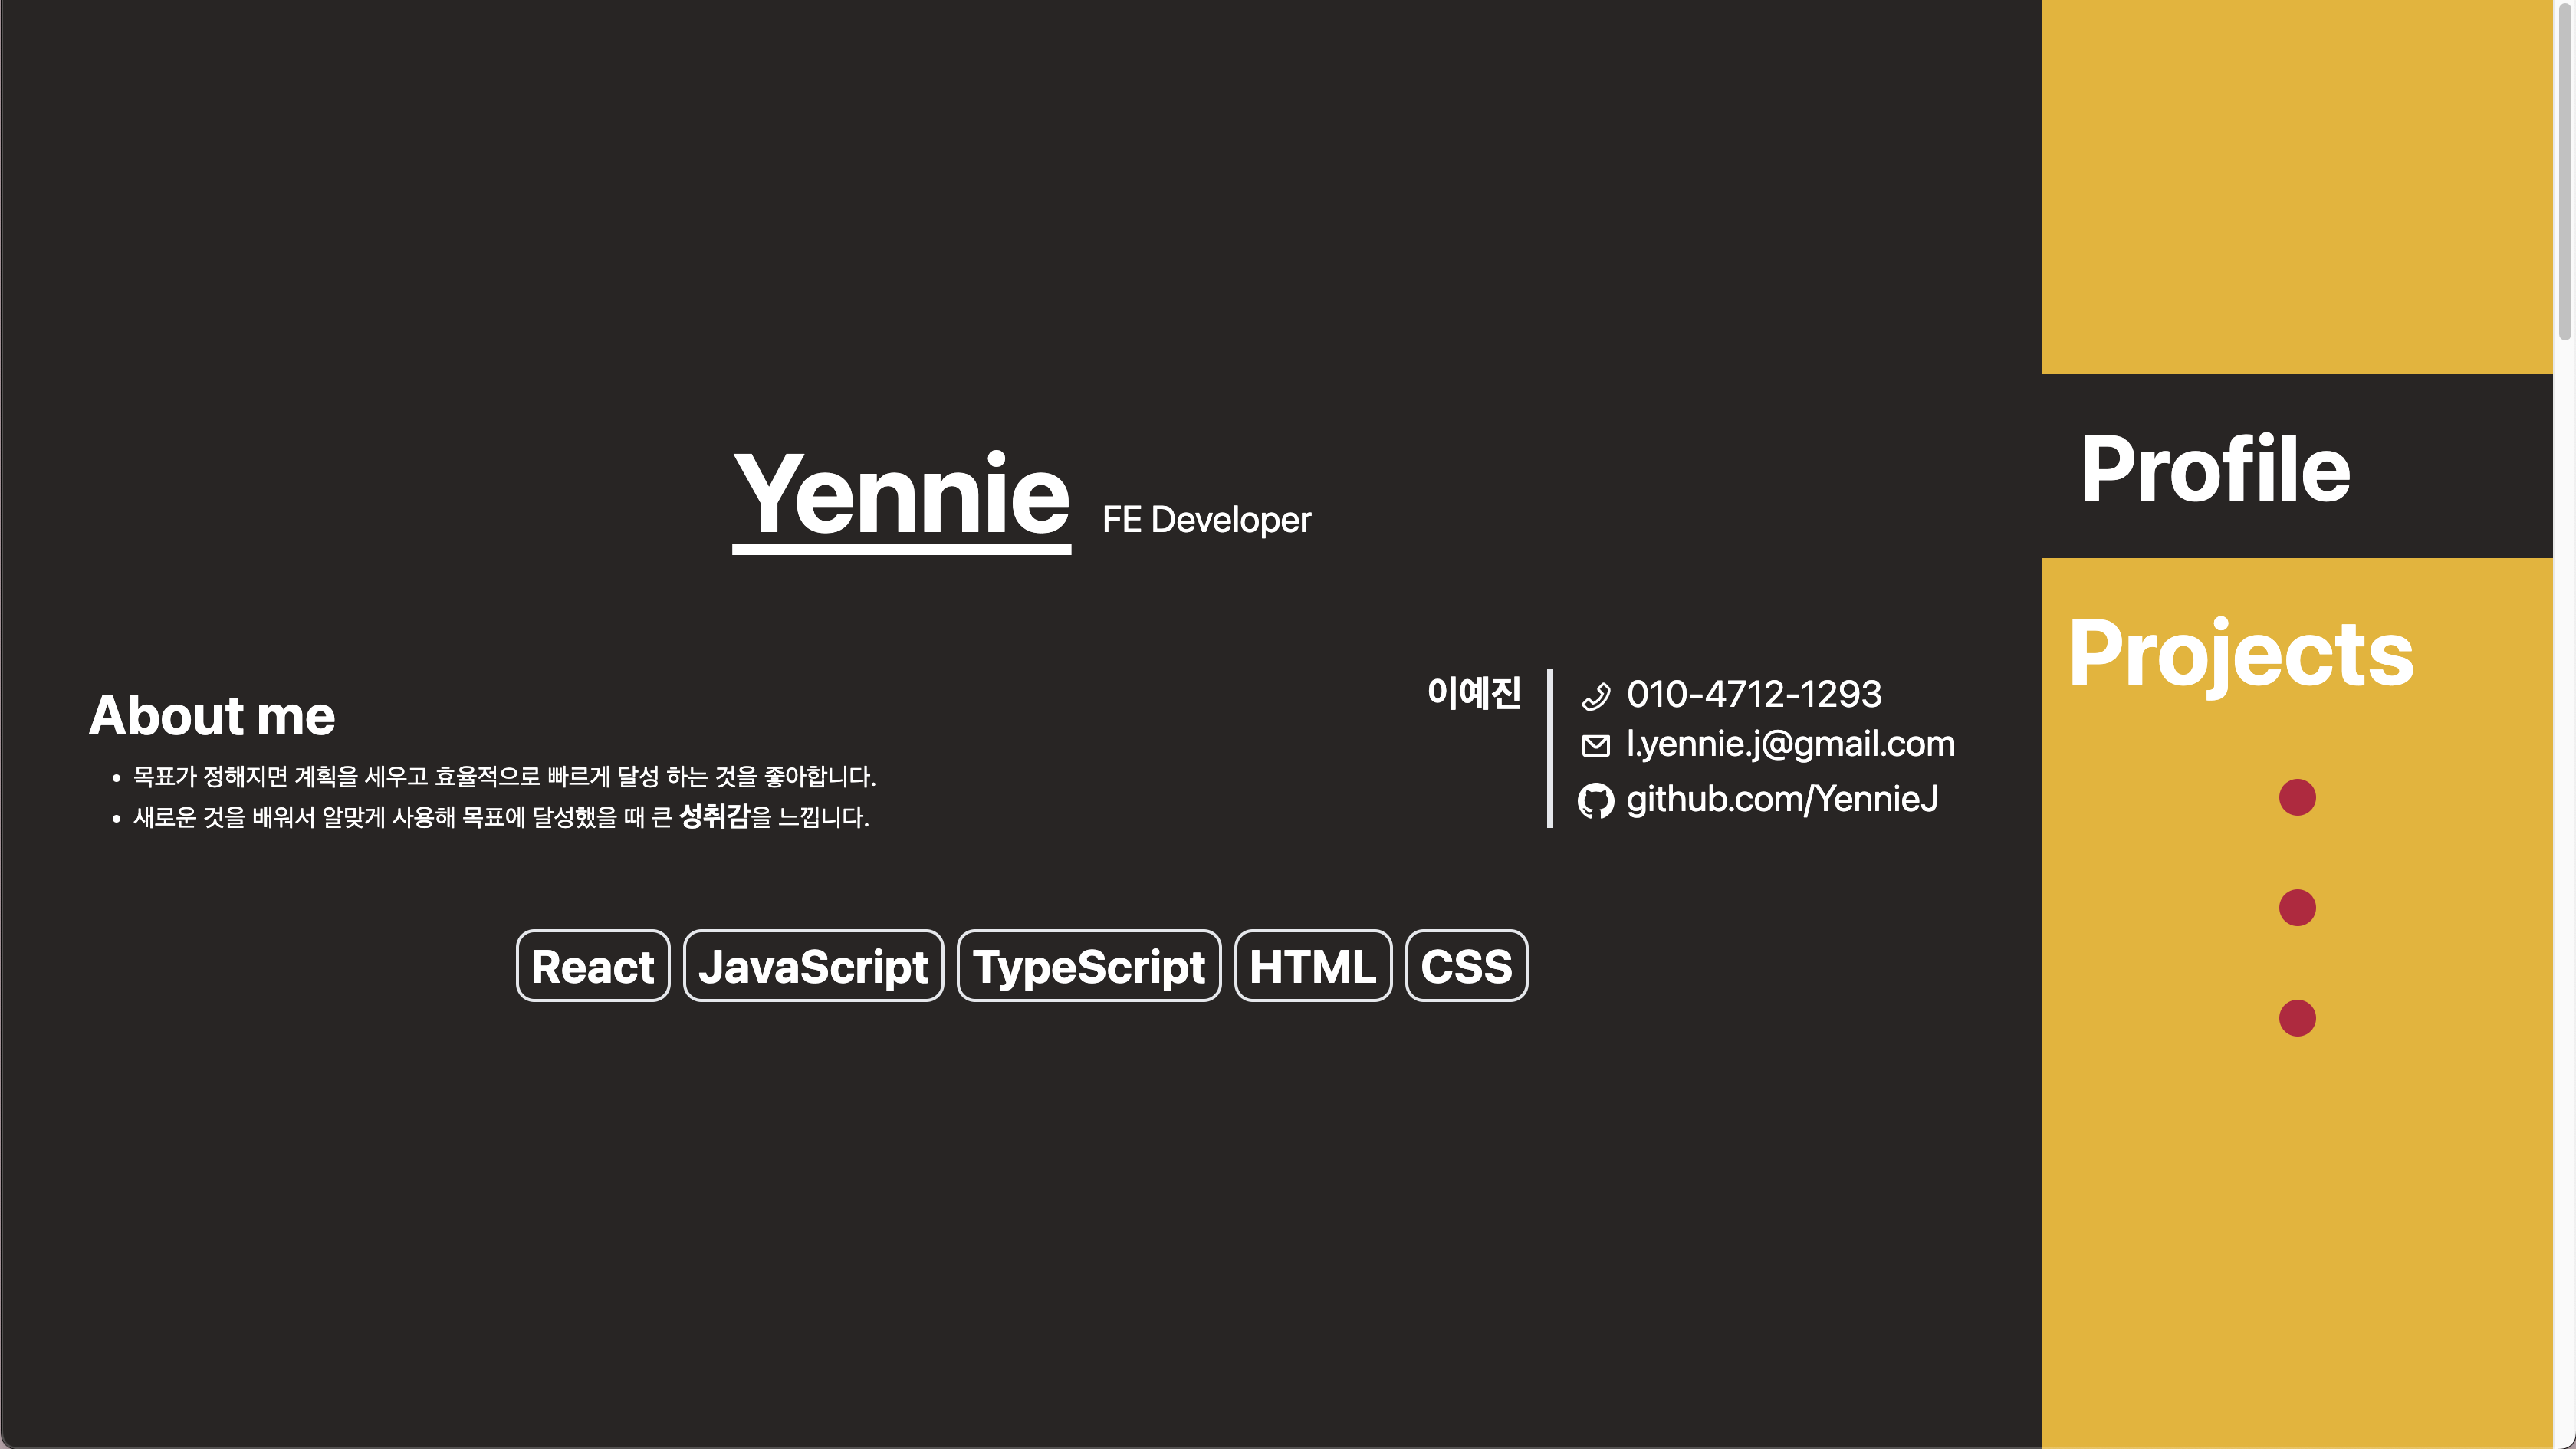 Yennie FE Developer
About me
• 목표가 정해지면 계획을 세우고 효율적으로 빠르게 달성 하는 것을 좋아합니다.
• 새로운 것을 배워서 알맞게 사용해 목표에 달성했을 때 큰 성취감을 느낍니다.
이예진
010-4712-1293
l.yennie.j@gmail.com
github.com/YennieJ
React JavaScript TypeScript HTML CSS
Profile
Projects